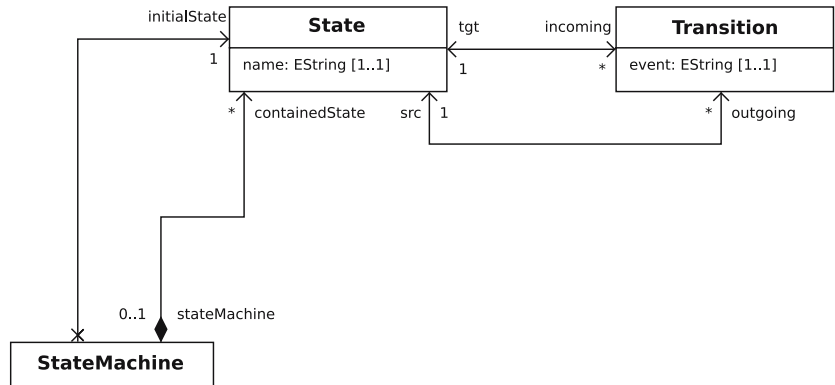 initialState
1
State
name: EString [1..1]
tgt
incoming
1
*
Transition
event: EString [1..1]
*
containedState
src
1
*
outgoing
0..1
stateMachine
StateMachine